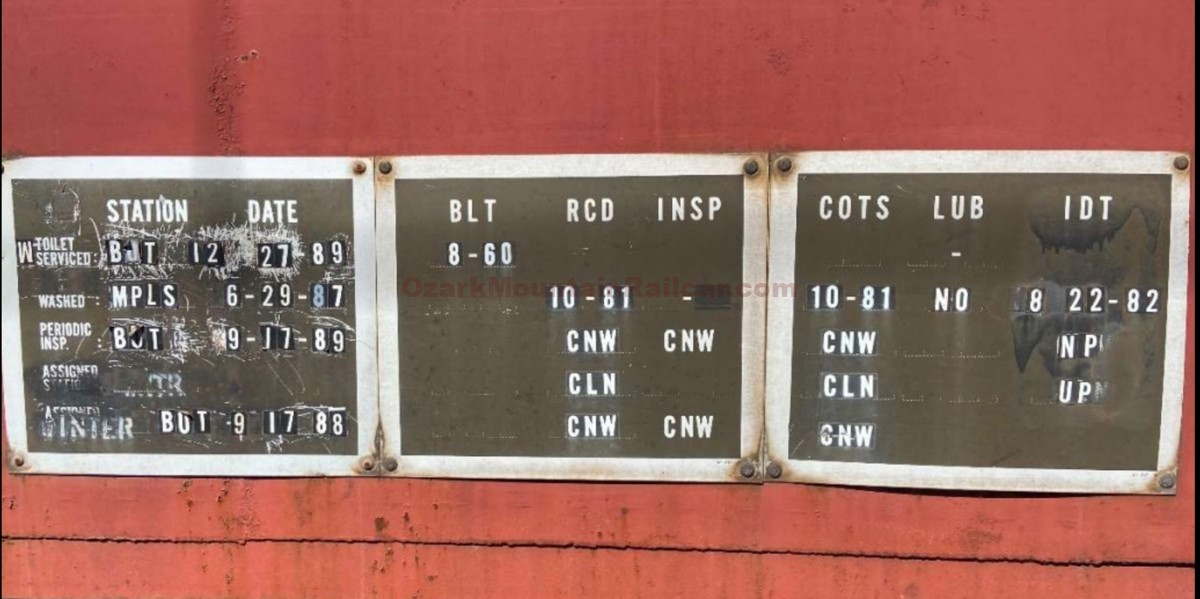 STATION DATE
W TOILET
SERVICED: BUT 12 27-89
WASHED : MPLS 6-29-87
PERIODIC
INSP. : BUT 9-17-89
ASSIGNED
WINTER BUT 9 17 88
BLT RCD INSP
8-60
10-81 -
CNW CNW
CLN
CNW CNW
COTS LUB IDT
-
10-81 NO 8 22-82
CNW
CLN UP
CNW
OzarkMountainRailcar.com